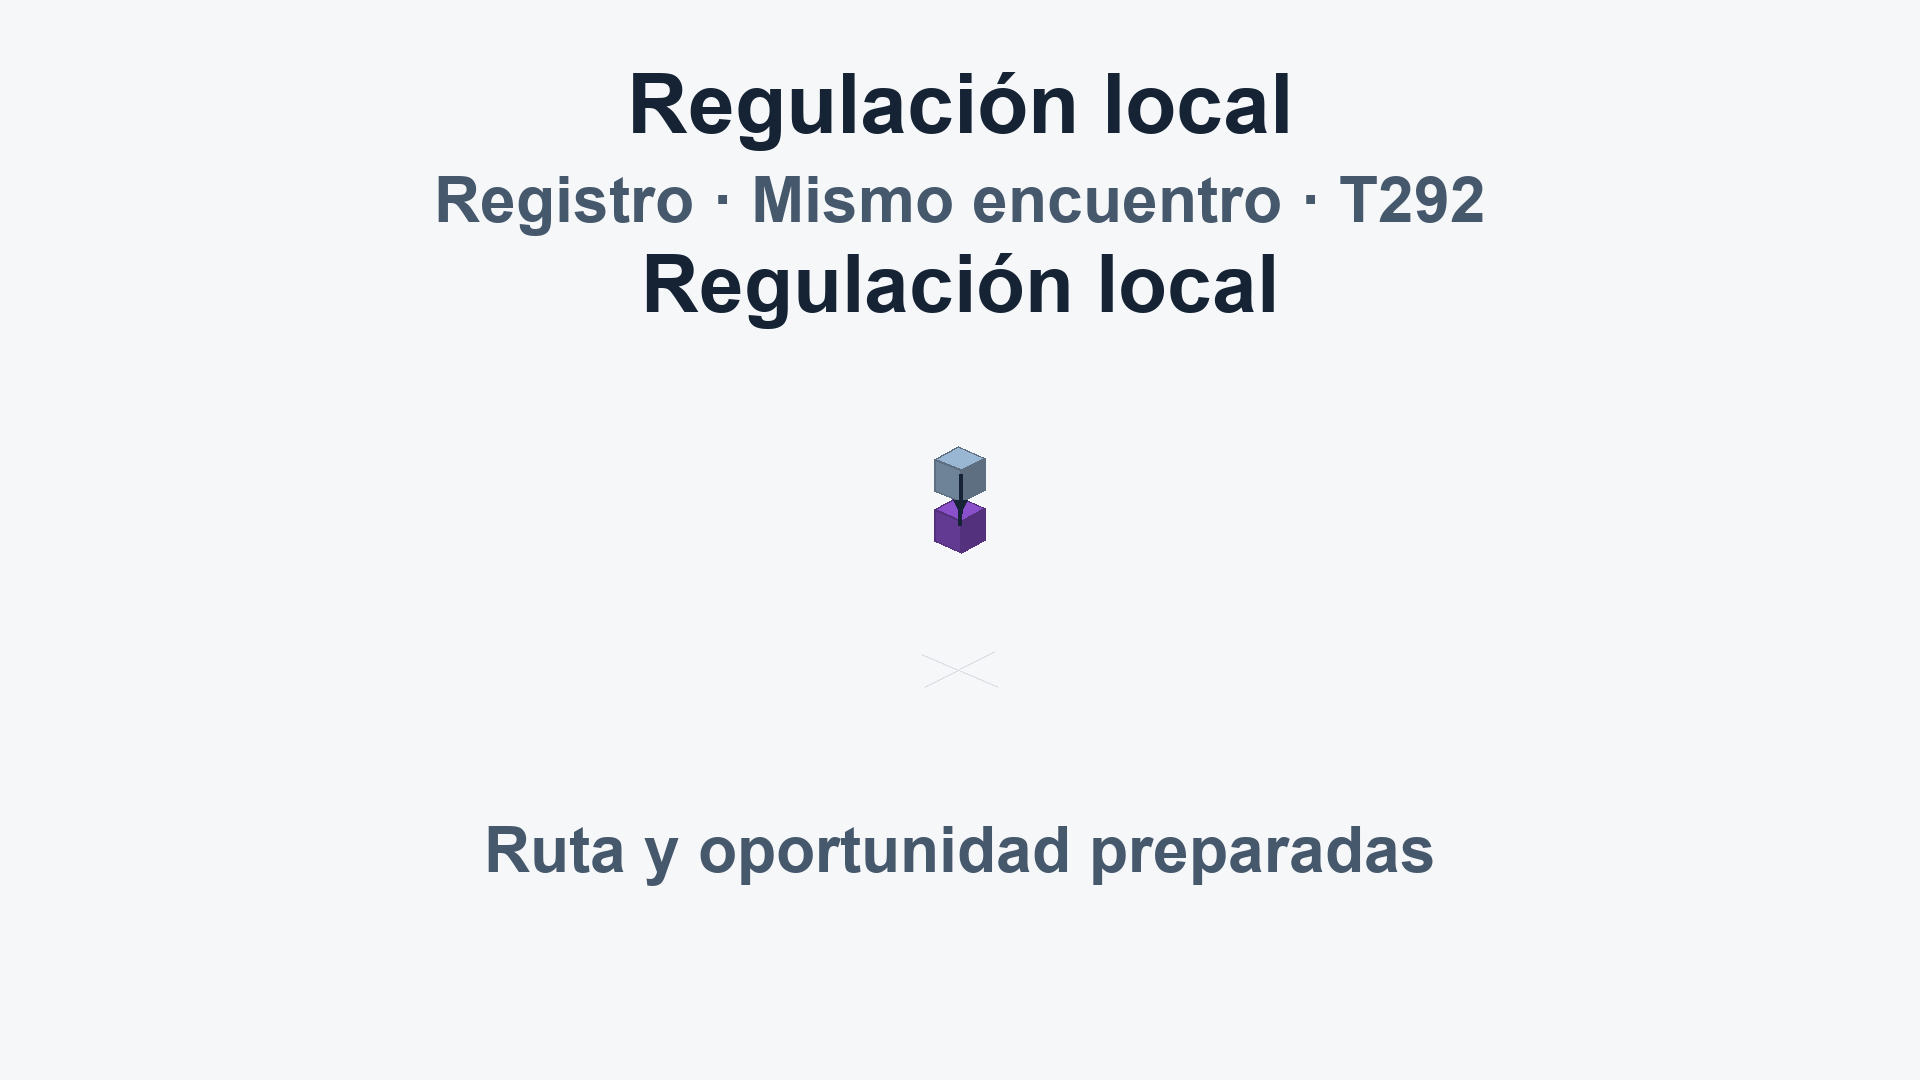 Regulación local
Registro · Mismo encuentro · T292
Regulación local
Ruta y oportunidad preparadas